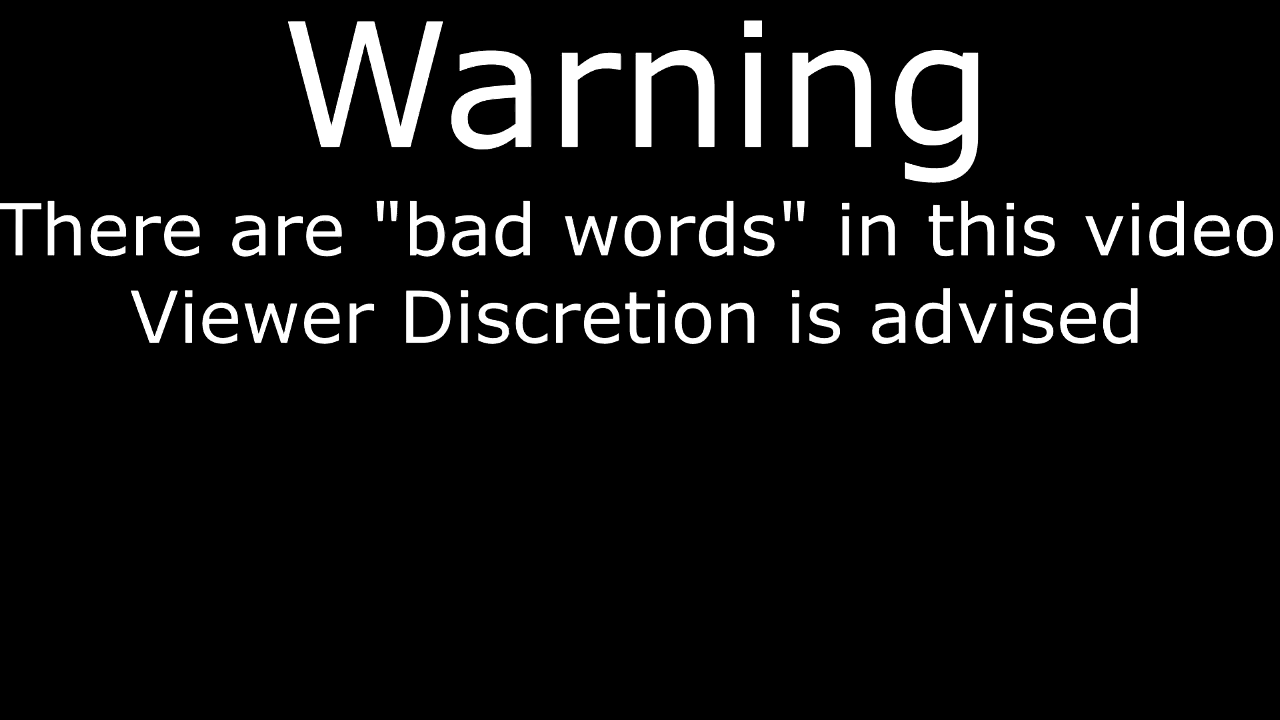 Warning
There are "bad words" in this video
Viewer Discretion is advised